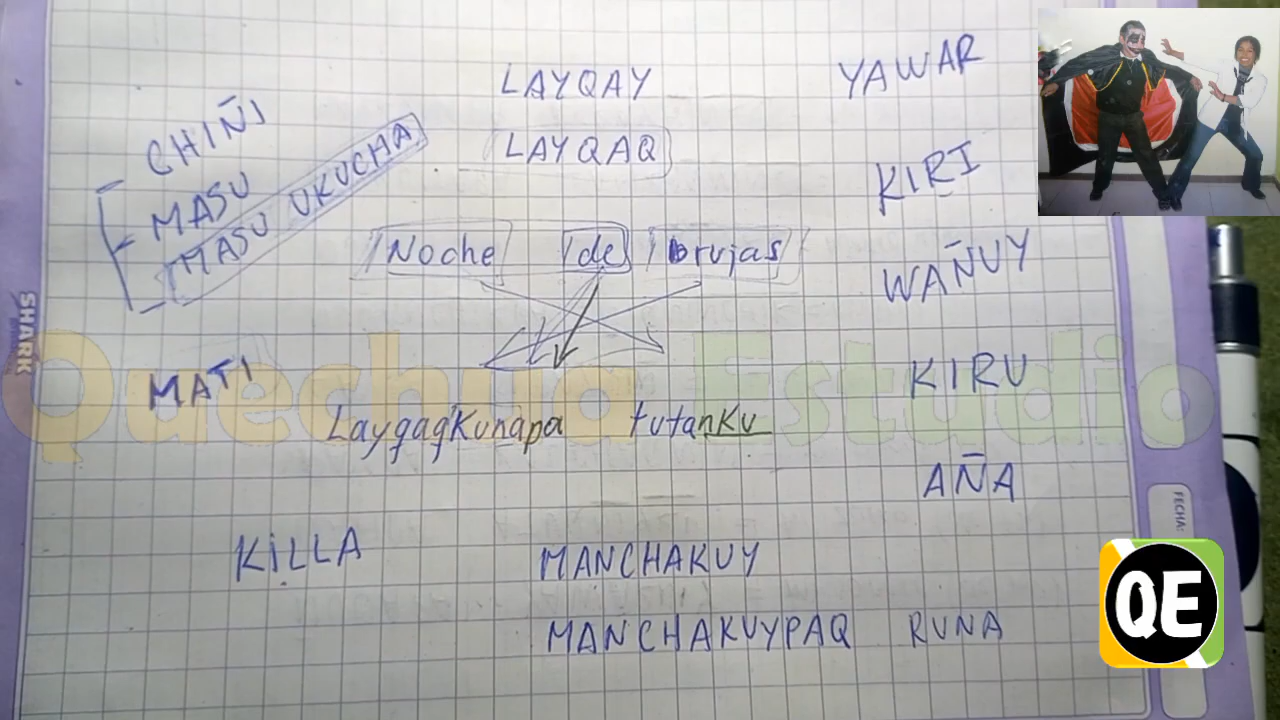 LAYQAY
YAWAR
CHIÑI
LAYQAQ
MASU
KIRI
MASU UKUCHA
Noche de brujas
WAÑUY
MATI
KIRU
LayqaqKunapa tutanKu
Quechua Estudio
AÑA
KILLA
MANCHAKUY
MANCHAKUYPAQ RUNA
SHARK
FECHA:
QE